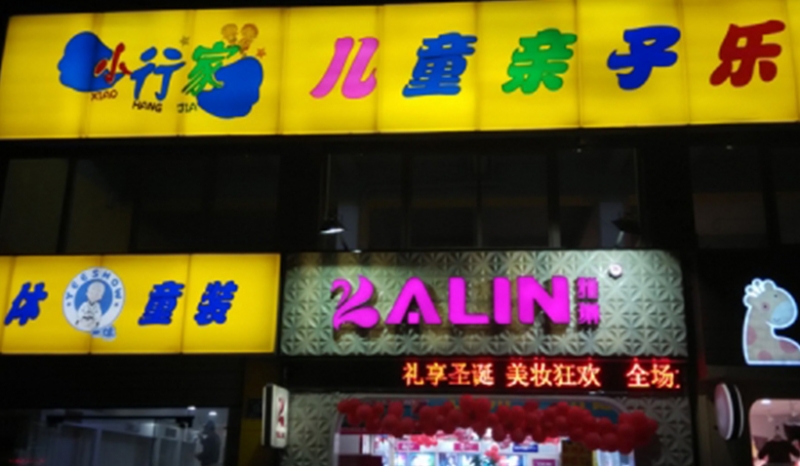 小行家 儿童亲子乐
XIAO HANG JIA
体 YEESHOW 童装
ALIN
礼享圣诞 美妆狂欢 全场